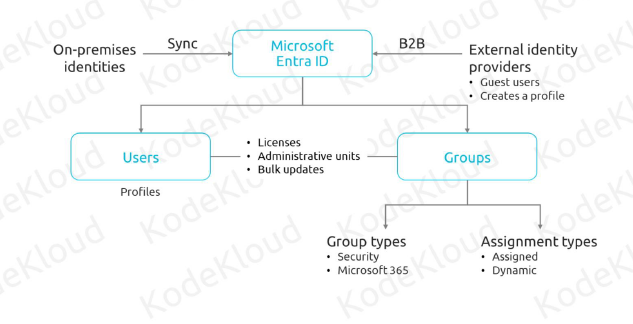 On-premises
identities
Sync
Microsoft
Entra ID
B2B
External identity
providers
• Guest users
• Creates a profile
Users
• Licenses
• Administrative units
• Bulk updates
Groups
Profiles
Group types
• Security
• Microsoft 365
Assignment types
• Assigned
• Dynamic
KodeKloud